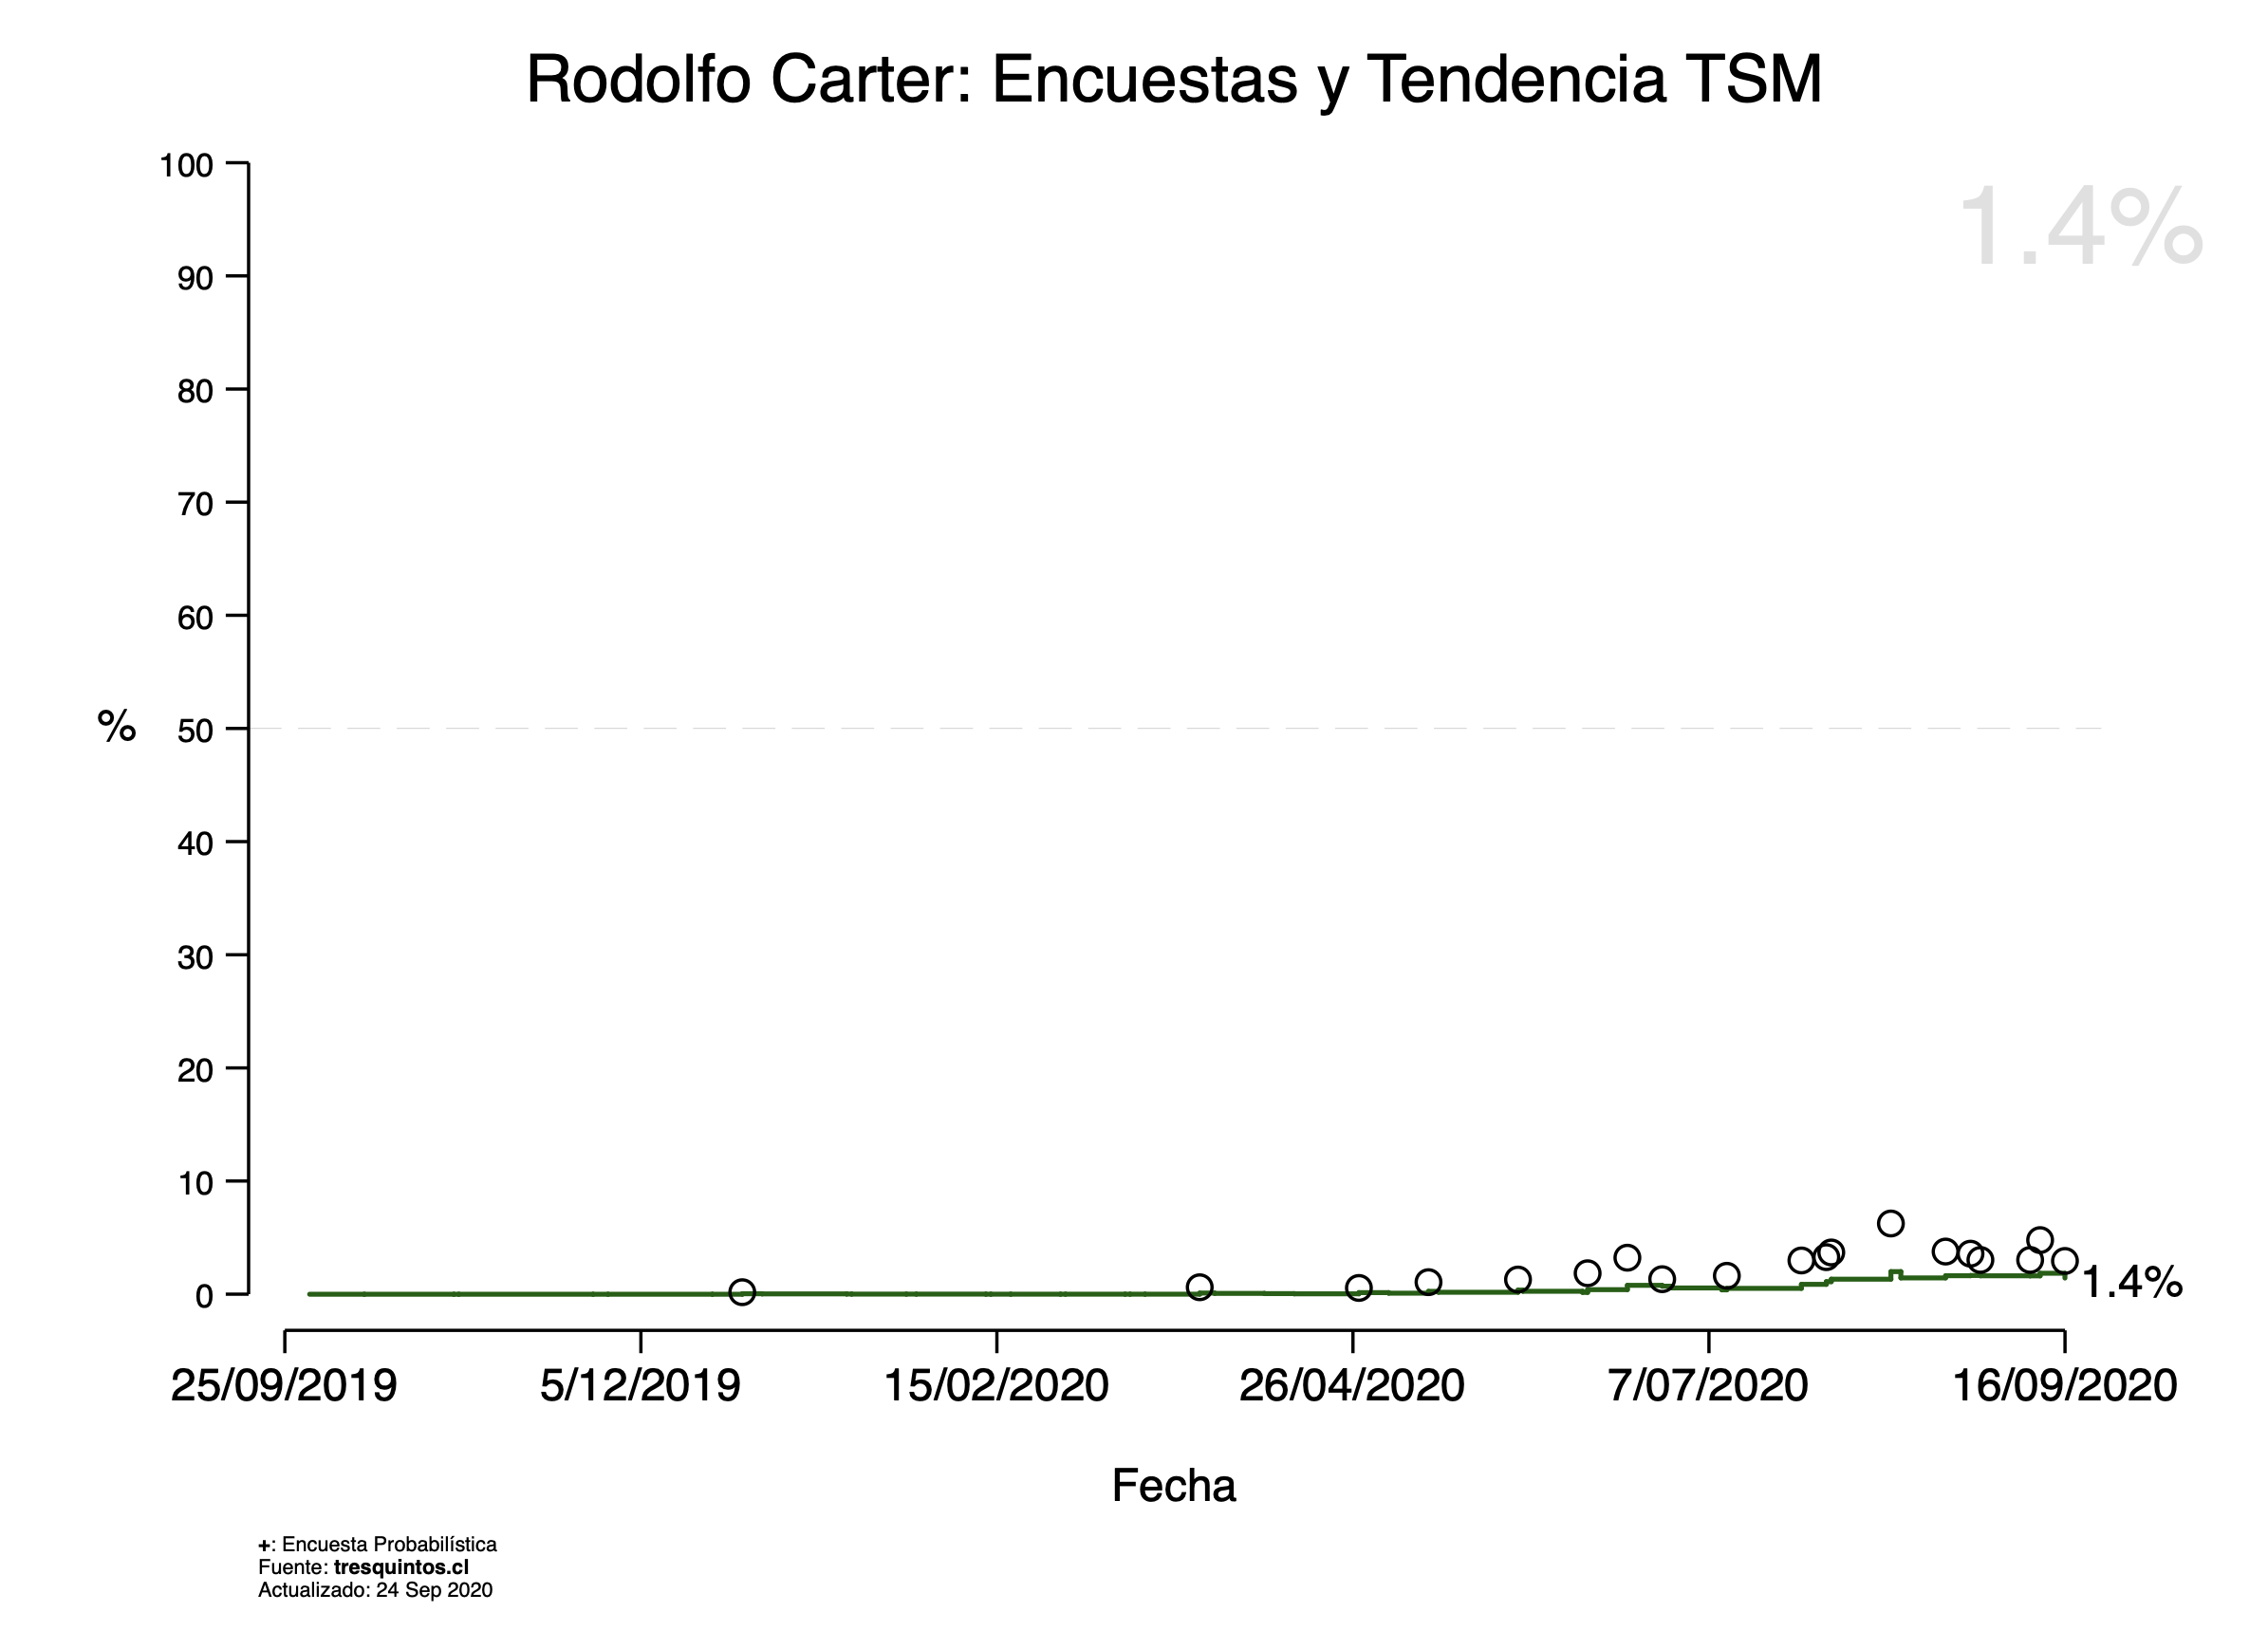 Rodolfo Carter: Encuestas y Tendencia TSM
1.4%
100
90
80
70
60
% 50
40
30
20
10
0
1.4%
25/09/2019 5/12/2019 15/02/2020 26/04/2020 7/07/2020 16/09/2020
Fecha
+: Encuesta Probabilística
Fuente: tresquintos.cl
Actualizado: 24 Sep 2020